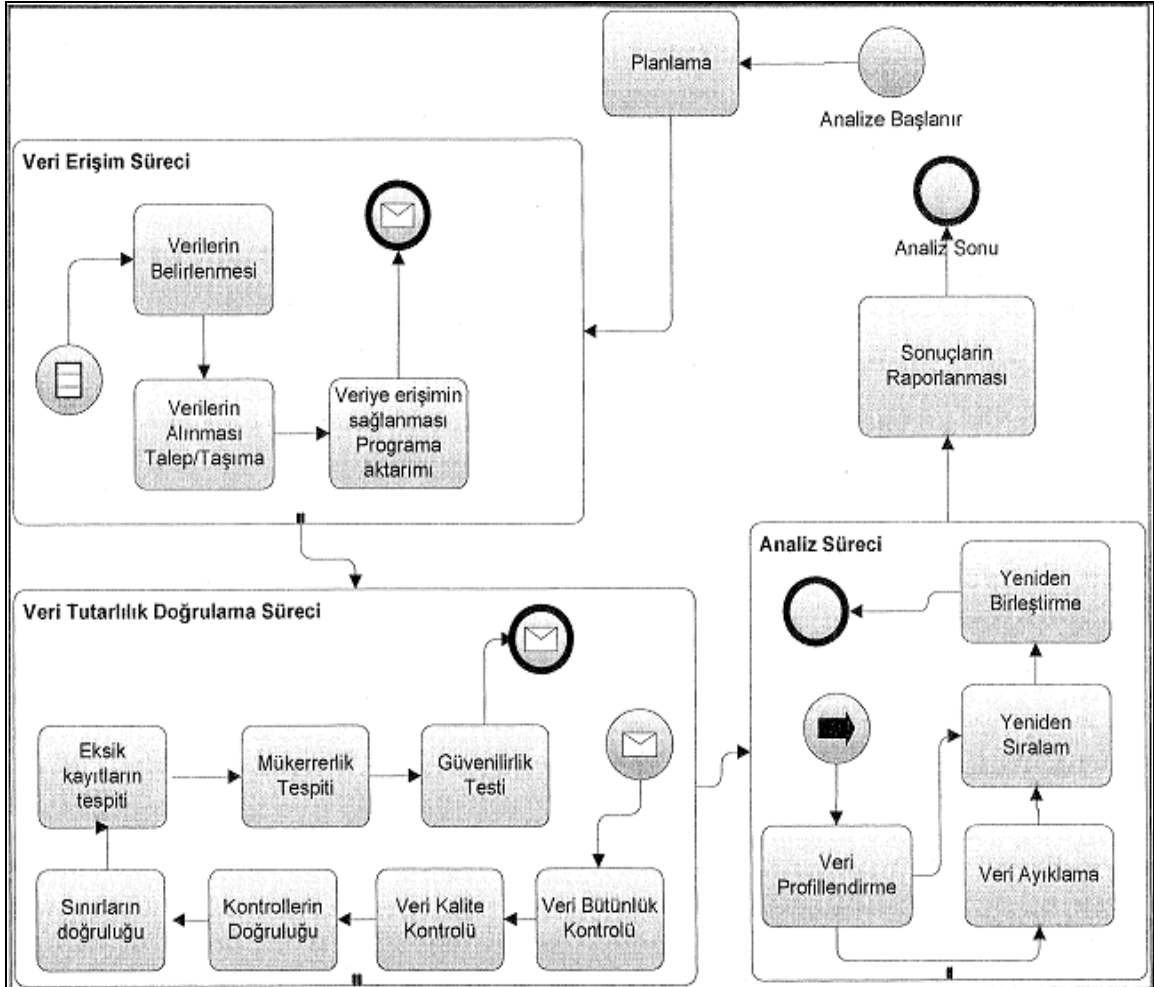 Planlama
Analize Başlanır
Veri Erişim Süreci
Verilerin
Belirlenmesi
Verilerin
Alınması
Talep/Taşıma
Veriye erişimin
sağlanması
Programa
aktarımı
Analiz Sonu
Sonuçların
Raporlanması
Veri Tutarlılık Doğrulama Süreci
Eksik
kayıtların
tespiti
Mükerrerlik
Tespiti
Güvenilirlik
Testi
Sınırların
doğruluğu
Kontrollerin
Doğruluğu
Veri Kalite
Kontrolü
Veri Bütünlük
Kontrolü
Analiz Süreci
Yeniden
Birleştirme
Yeniden
Sıralam
Veri
Profillendirme
Veri Ayıklama